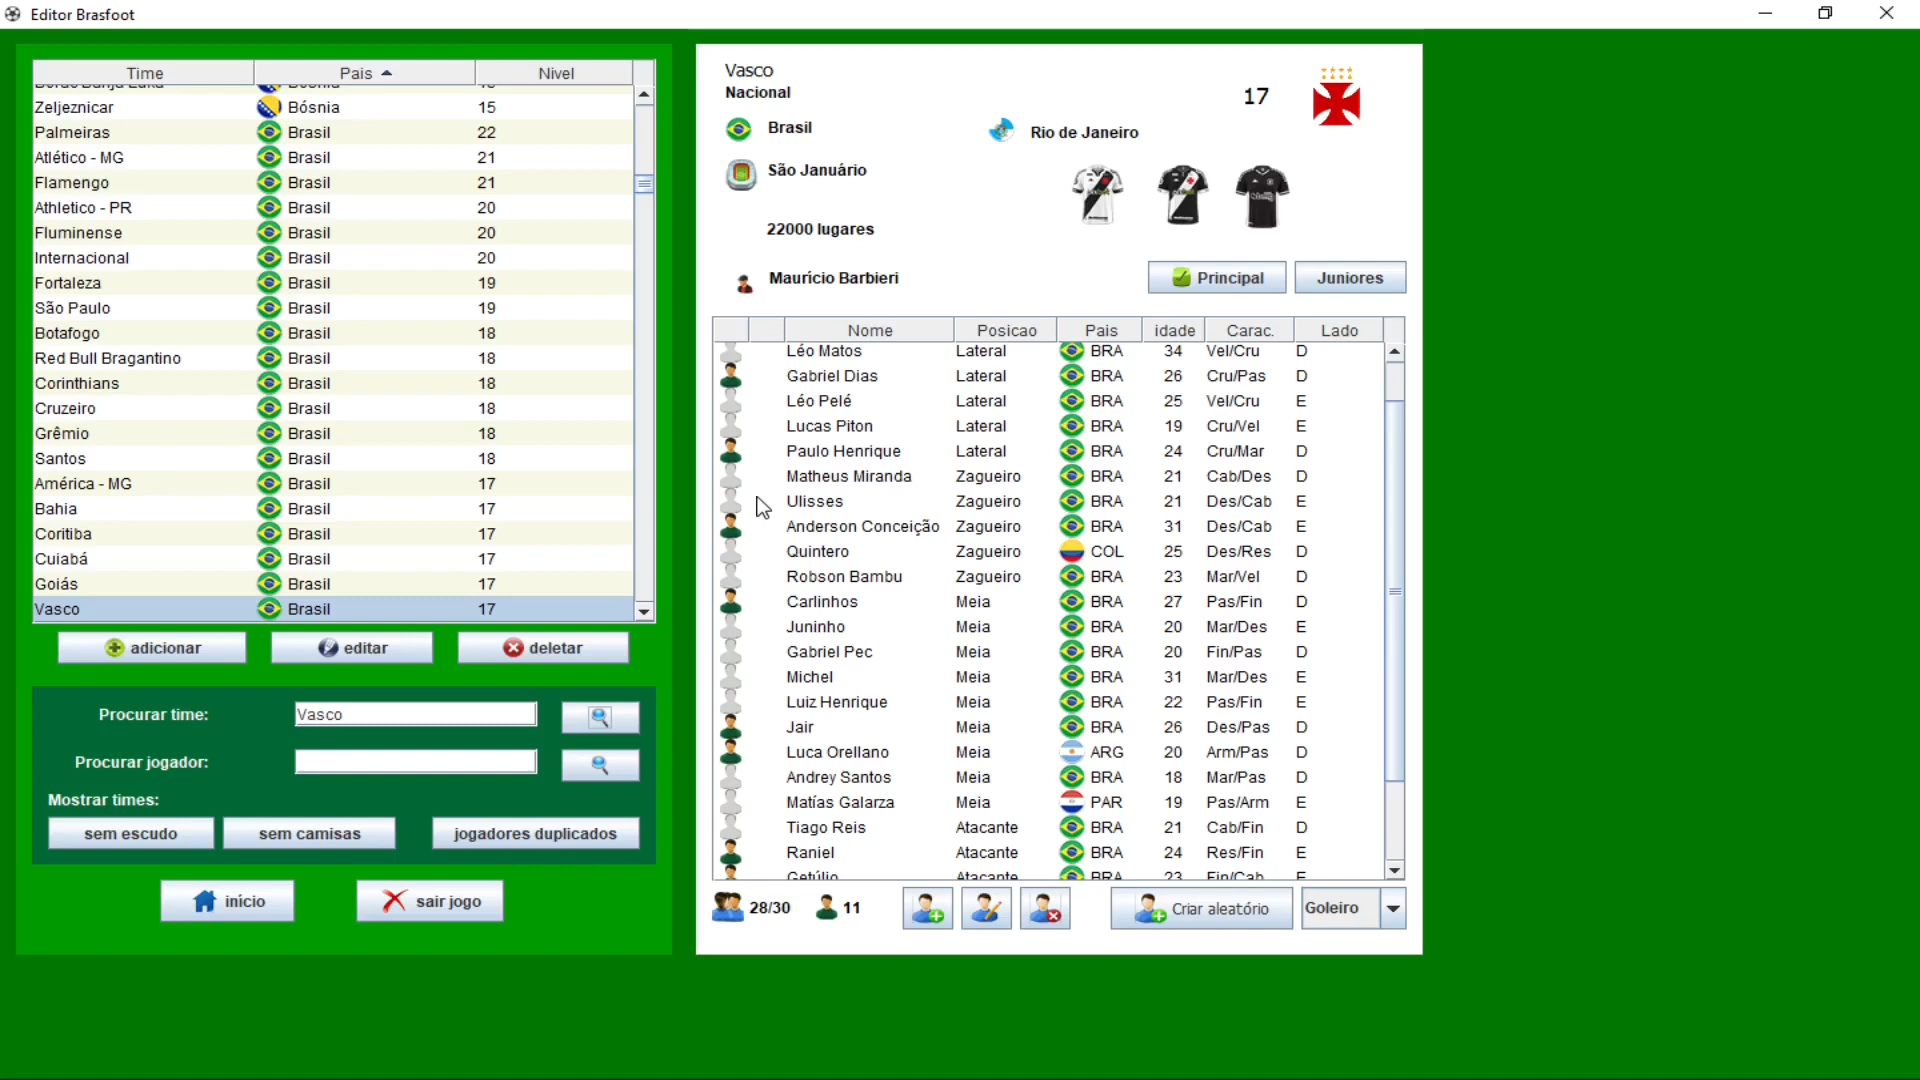 Editor Brasfoot
Time Pais Nivel
Borac Banja Luka Bósnia
Zeljeznicar Bósnia 15
Palmeiras Brasil 22
Atlético - MG Brasil 21
Flamengo Brasil 21
Athletico - PR Brasil 20
Fluminense Brasil 20
Internacional Brasil 20
Fortaleza Brasil 19
São Paulo Brasil 19
Botafogo Brasil 18
Red Bull Bragantino Brasil 18
Corinthians Brasil 18
Cruzeiro Brasil 18
Grêmio Brasil 18
Santos Brasil 18
América - MG Brasil 17
Bahia Brasil 17
Coritiba Brasil 17
Cuiabá Brasil 17
Goiás Brasil 17
Vasco Brasil 17
adicionar editar deletar
Procurar time: Vasco
Procurar jogador:
Mostrar times:
sem escudo sem camisas jogadores duplicados
início sair jogo
Vasco
Nacional
17
Brasil
Rio de Janeiro
São Januário
22000 lugares
Maurício Barbieri
Principal Juniores
Nome Posicao Pais idade Carac. Lado
Léo Matos Lateral BRA 34 Vel/Cru D
Gabriel Dias Lateral BRA 26 Cru/Pas D
Léo Pelé Lateral BRA 25 Vel/Cru E
Lucas Piton Lateral BRA 19 Cru/Vel E
Paulo Henrique Lateral BRA 24 Cru/Mar D
Matheus Miranda Zagueiro BRA 21 Cab/Des D
Ulisses Zagueiro BRA 21 Des/Cab E
Anderson Conceição Zagueiro BRA 31 Des/Cab E
Quintero Zagueiro COL 25 Des/Res D
Robson Bambu Zagueiro BRA 23 Mar/Vel D
Carlinhos Meia BRA 27 Pas/Fin D
Juninho Meia BRA 20 Mar/Des E
Gabriel Pec Meia BRA 20 Fin/Pas D
Michel Meia BRA 31 Mar/Des E
Luiz Henrique Meia BRA 22 Pas/Fin E
Jair Meia BRA 26 Des/Pas D
Luca Orellano Meia ARG 20 Arm/Pas D
Andrey Santos Meia BRA 18 Mar/Pas D
Matías Galarza Meia PAR 19 Pas/Arm E
Tiago Reis Atacante BRA 21 Cab/Fin D
Raniel Atacante BRA 24 Res/Fin E
Getúlio Atacante BRA 23 Fin/Cab E
28/30 11 Criar aleatório Goleiro